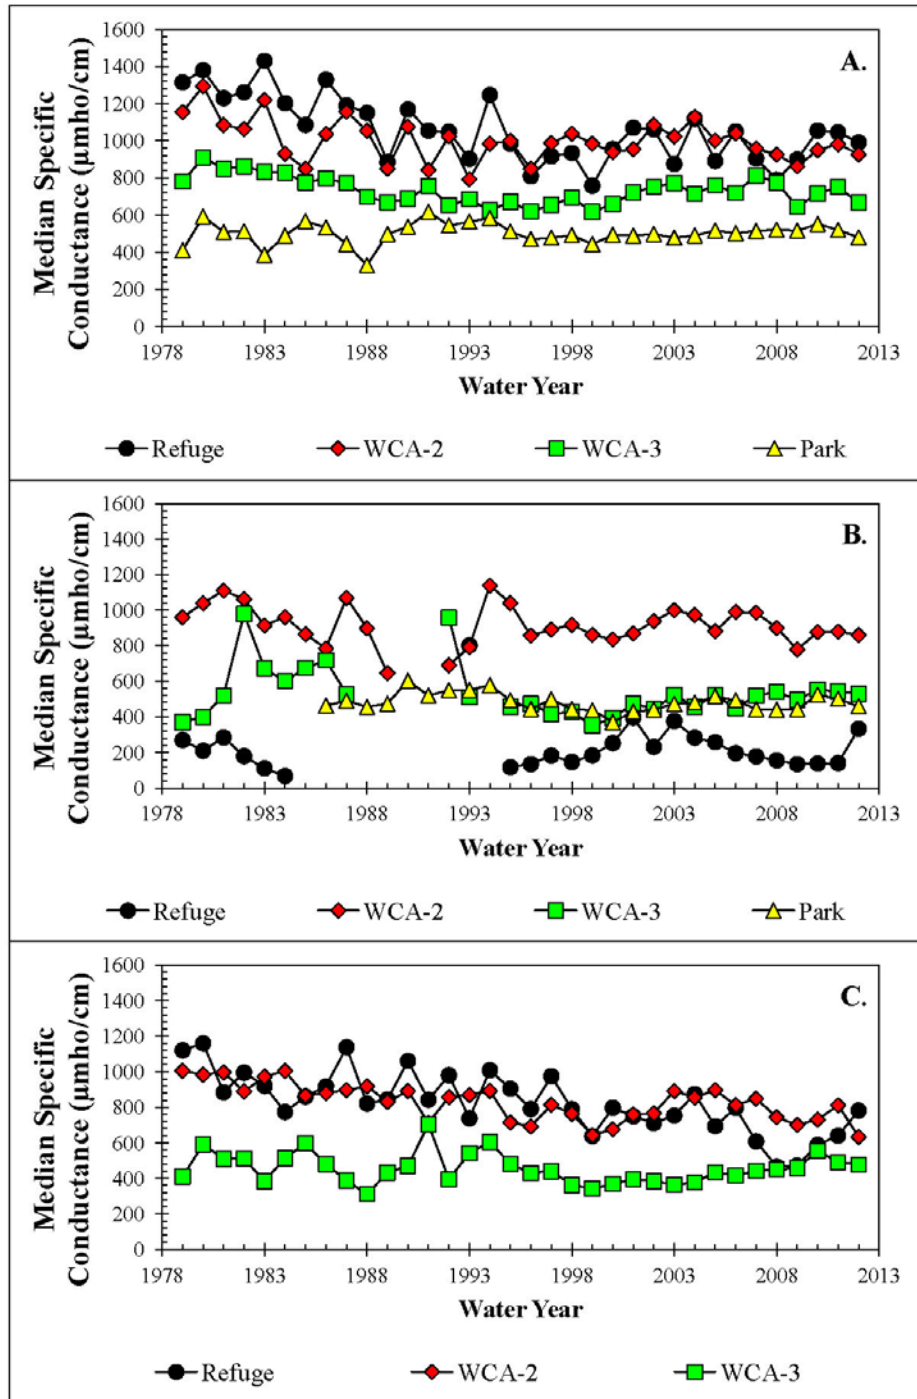 A.
Median Specific
Conductance (µmho/cm)
1600
1400
1200
1000
800
600
400
200
0
1978 1983 1988 1993 1998 2003 2008 2013
Water Year
Refuge WCA-2 WCA-3 Park
B.
Median Specific
Conductance (µmho/cm)
1600
1400
1200
1000
800
600
400
200
0
1978 1983 1988 1993 1998 2003 2008 2013
Water Year
Refuge WCA-2 WCA-3 Park
C.
Median Specific
Conductance (µmho/cm)
1600
1400
1200
1000
800
600
400
200
0
1978 1983 1988 1993 1998 2003 2008 2013
Water Year
Refuge WCA-2 WCA-3